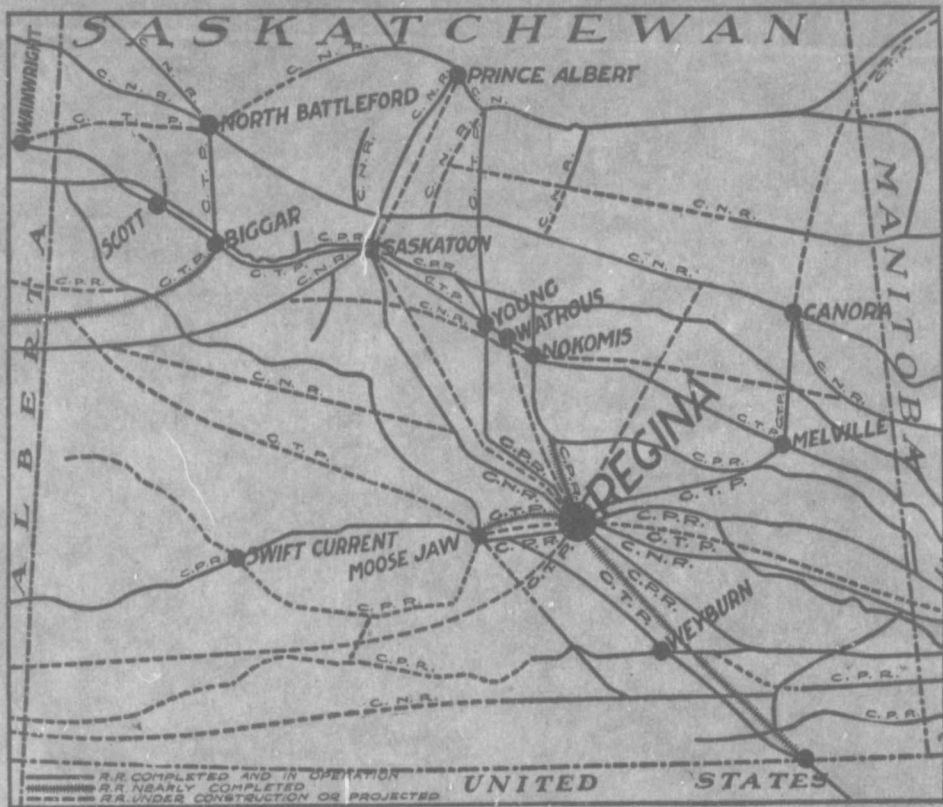 SASKATCHEWAN
WAINWRIGHT
C. N. R.
C. N. R.
C. N. R.
PRINCE ALBERT
C. N. R.
C. N.
C. T. P.
NORTH BATTLEFORD
C. N. R.
MANITOBA
ALBERTA
SCOTT
BIGGAR
C. P. R.
SASKATOON
C. N. R.
G. T. P.
G. T. P.
C. N. R.
C. P. R.
C. P. R.
G. T. P.
C. N. R.
YOUNG
WATROUS
NOKOMIS
C. N. R.
CANORA
C. N. R.
C. N. R.
G. T. P.
REGINA
G. T. P.
G. T. P.
MELVILLE
C. P. R.
G. T. P.
C. P. R.
C. N. R.
C. P. R.
G. T. P.
C. P. R.
C. P. R.
G. T. P.
C. N. R.
SWIFT CURRENT
MOOSE JAW
C. P. R.
C. P. R.
C. P. R.
G. T. P.
WEYBURN
C. P. R.
C. P. R.
C. N. R.
C. P. R.
R.R. COMPLETED AND IN OPERATION
R.R. NEARLY COMPLETED
R.R. UNDER CONSTRUCTION OR PROJECTED
UNITED STATES